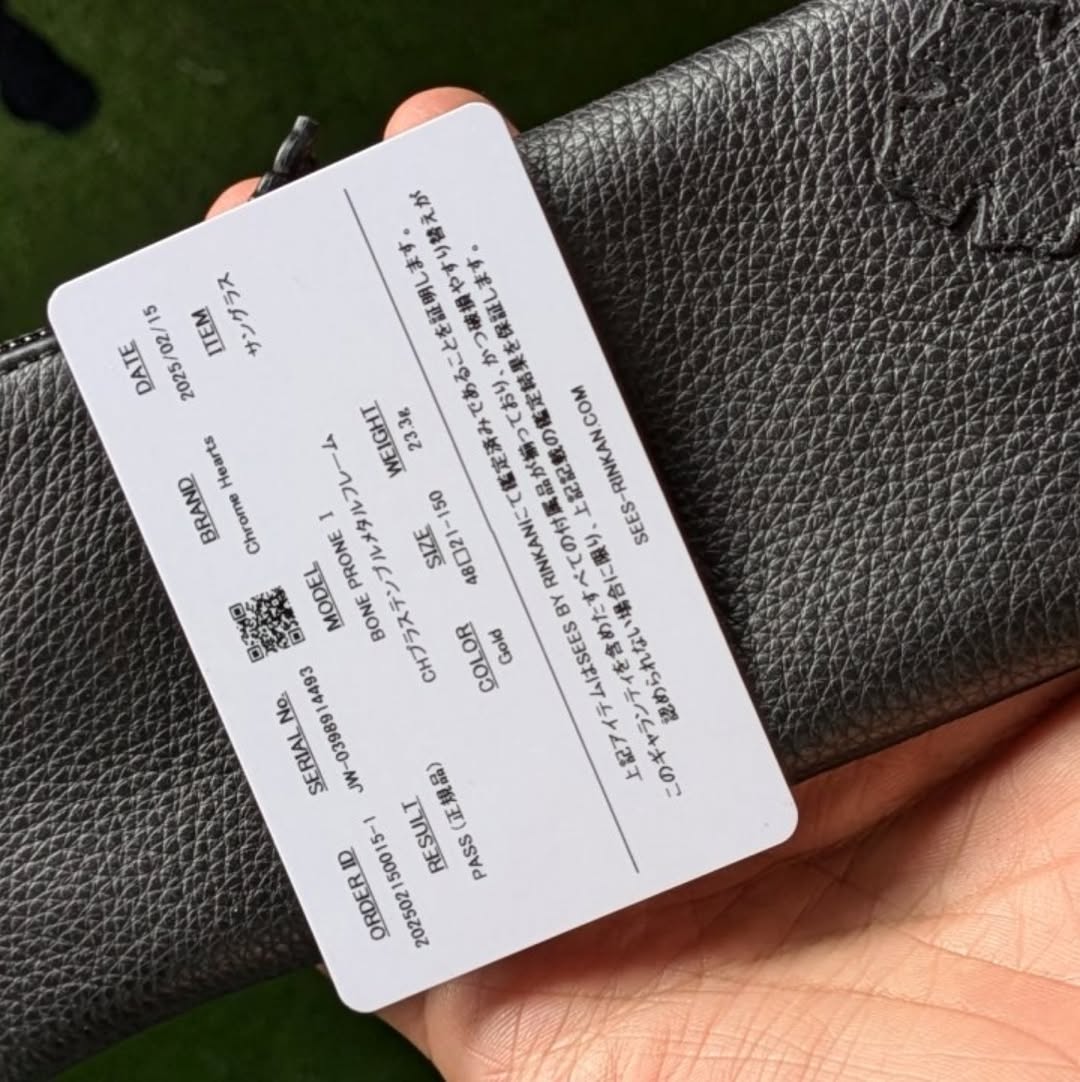 ORDER ID
202502150015-1
SERIAL No.
JW-0398914493
BRAND
Chrome Hearts
DATE
2025/02/15
RESULT
PASS (正規品)
MODEL
BONE PRONE 1
CHプラステンプルメタルフレーム
ITEM
サングラス
COLOR
Gold
SIZE
48□21-150
WEIGHT
23.3g
上記アイテムはSEES BY RINKANにて鑑定済みであることを証明します。
このギャランティを含めたすべての付属品が揃っており、かつ破損やすり替えが
認められない場合に限り、上記記載の鑑定結果を保証します。
SEES-RINKAN.COM